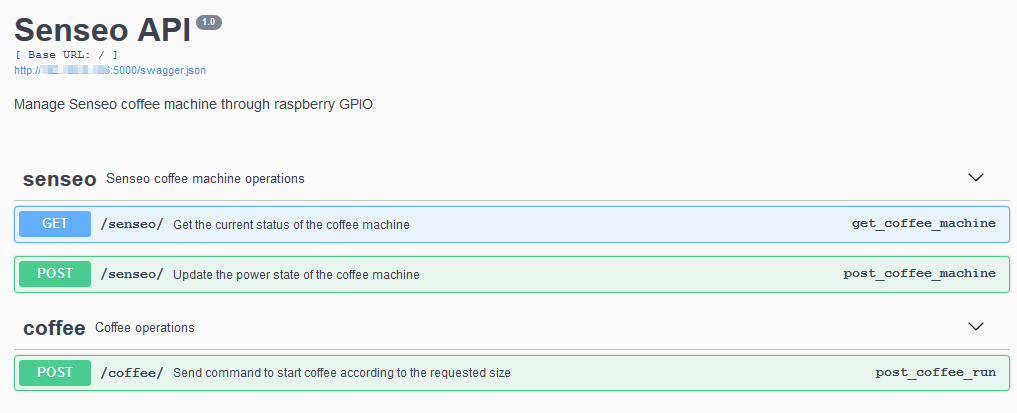 Senseo API 1.0
[ Base URL: / ]
http:// :5000/swagger.json
Manage Senseo coffee machine through raspberry GPIO
senseo Senseo coffee machine operations
GET /senseo/ Get the current status of the coffee machine get_coffee_machine
POST /senseo/ Update the power state of the coffee machine post_coffee_machine
coffee Coffee operations
POST /coffee/ Send command to start coffee according to the requested size post_coffee_run